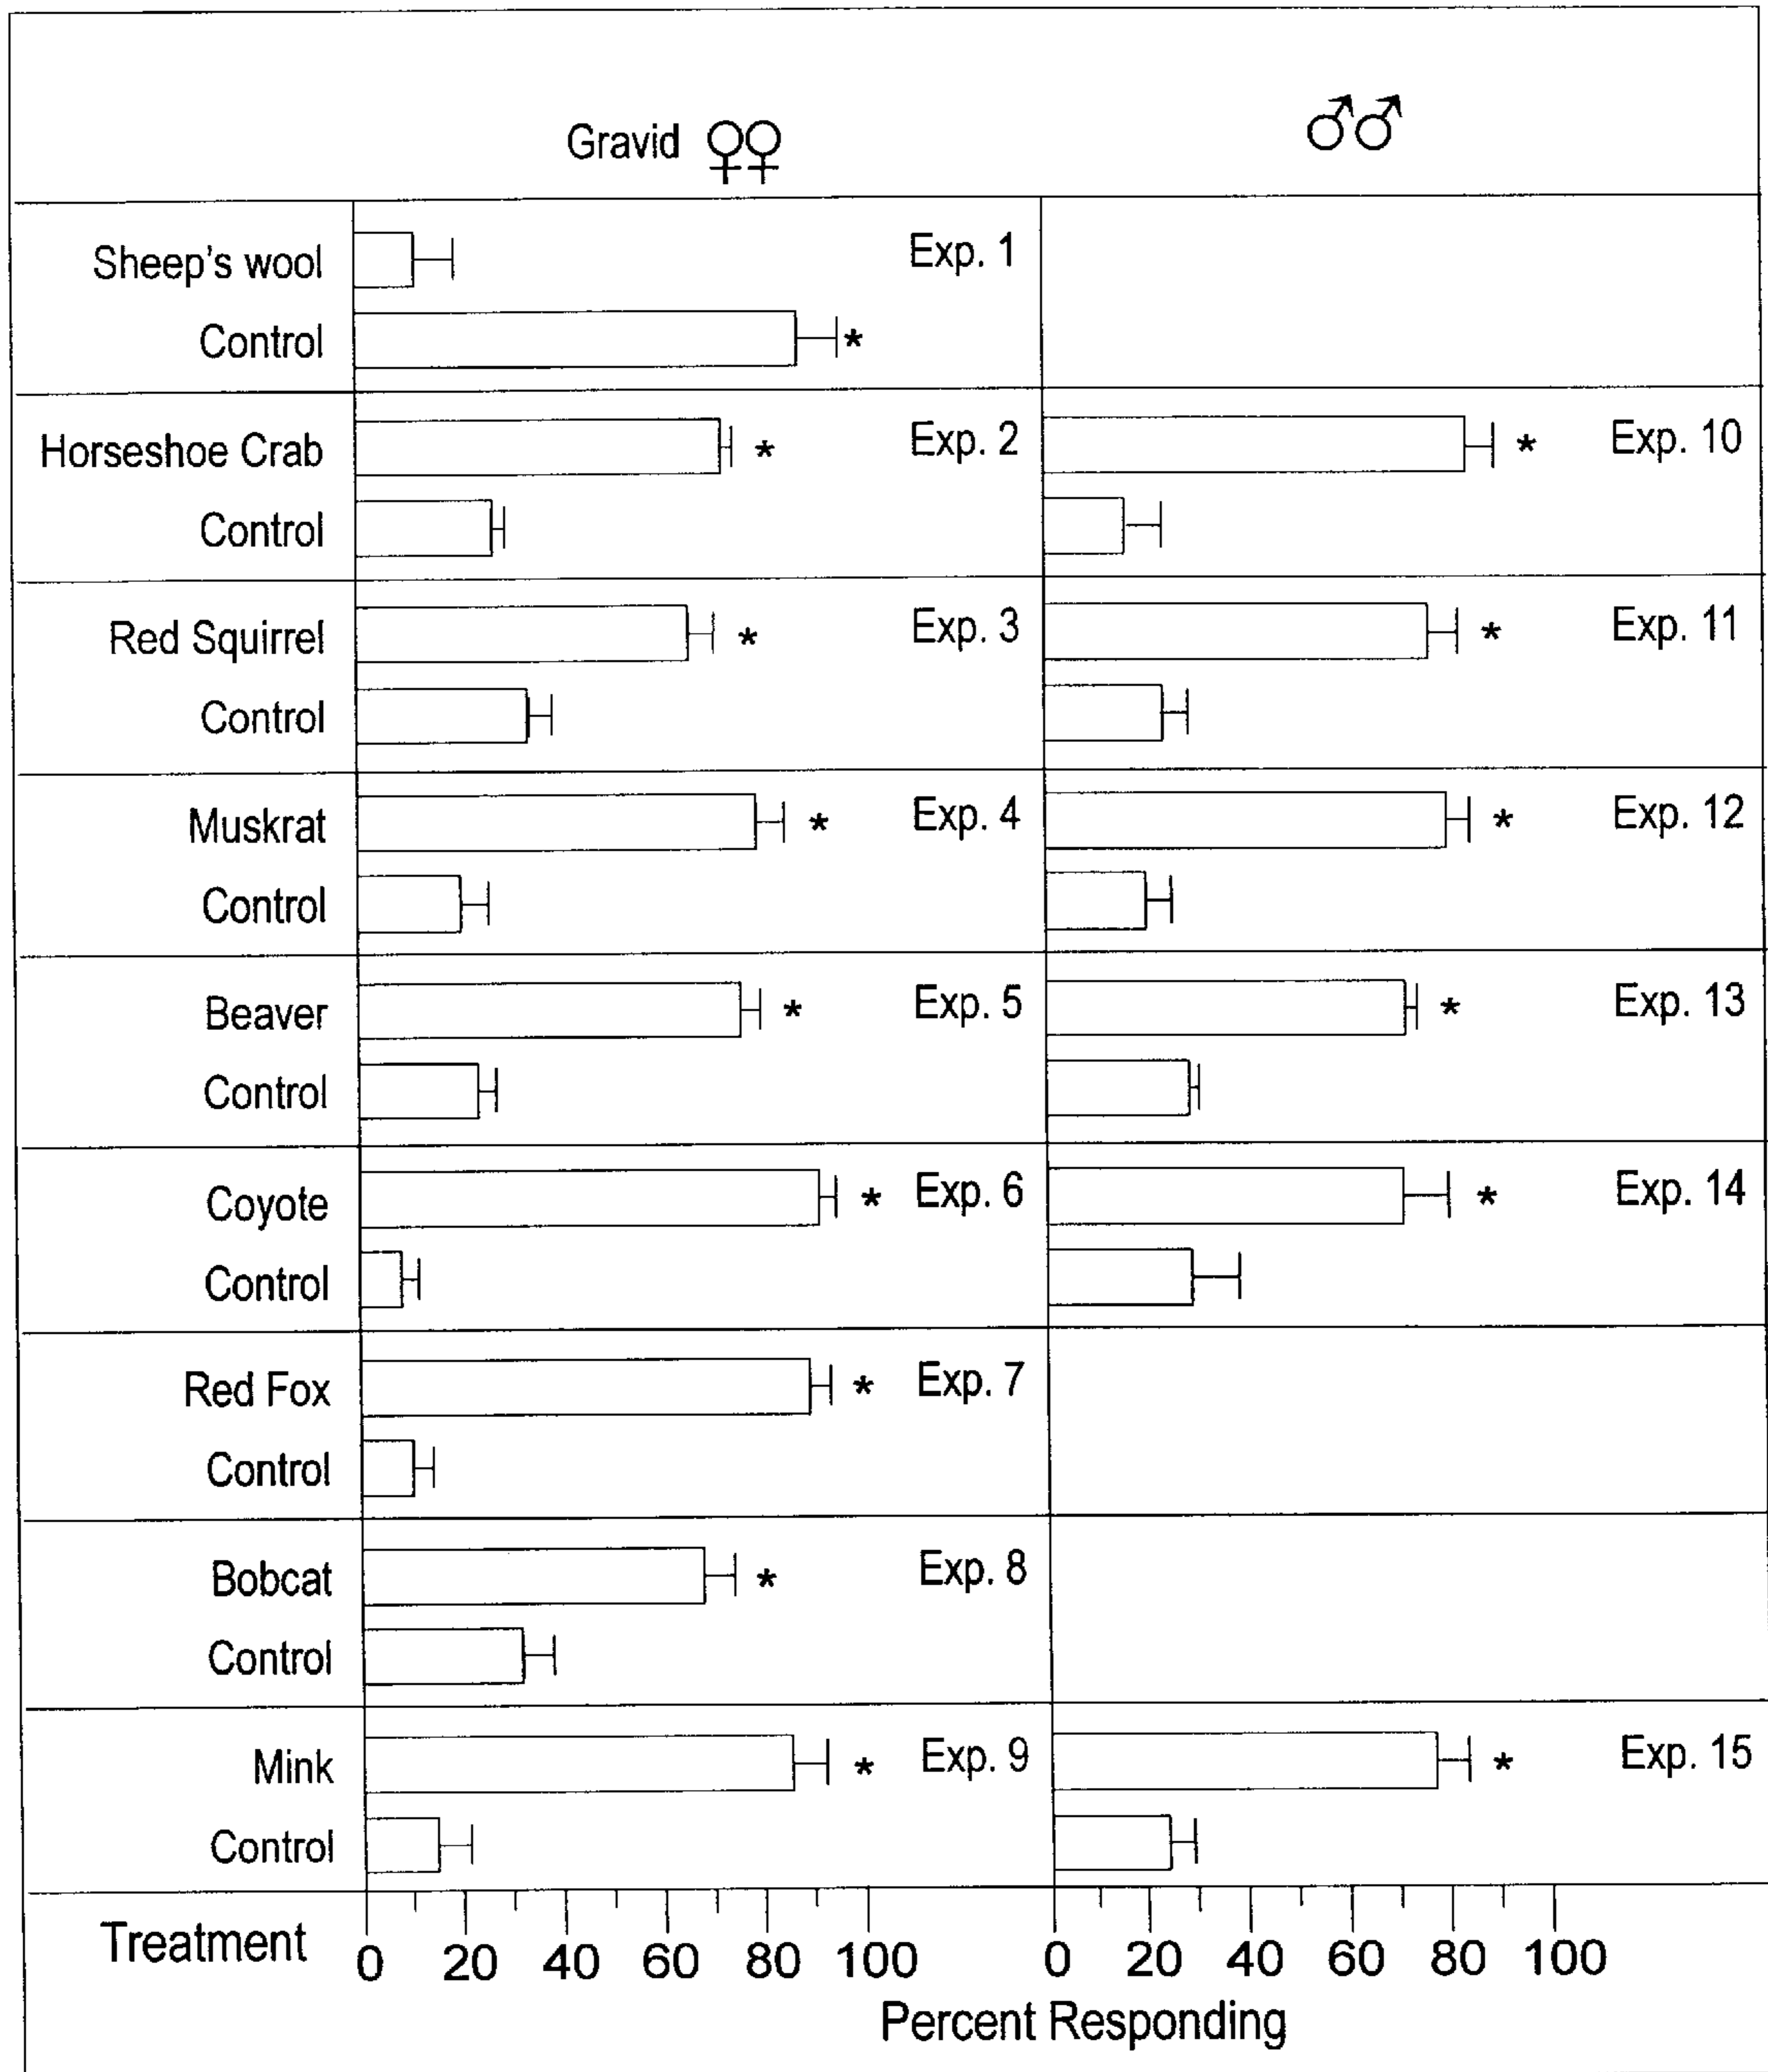 Gravid ♀♀ ♂♂
Sheep's wool Exp. 1
Control *
Horseshoe Crab * Exp. 2 * Exp. 10
Control
Red Squirrel * Exp. 3 * Exp. 11
Control
Muskrat * Exp. 4 * Exp. 12
Control
Beaver * Exp. 5 * Exp. 13
Control
Coyote * Exp. 6 * Exp. 14
Control
Red Fox * Exp. 7
Control
Bobcat * Exp. 8
Control
Mink * Exp. 9 * Exp. 15
Control
Treatment 0 20 40 60 80 100 0 20 40 60 80 100
Percent Responding